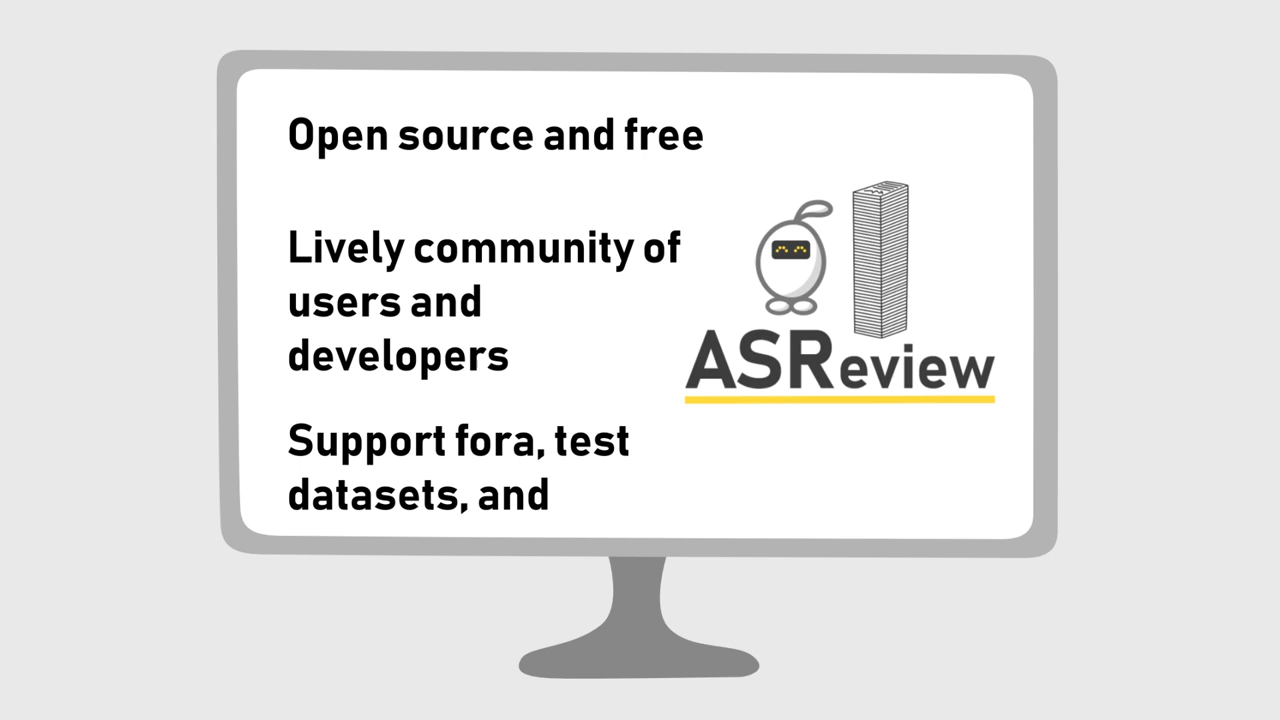 Open source and free
Lively community of
users and
developers
ASReview
Support fora, test
datasets, and